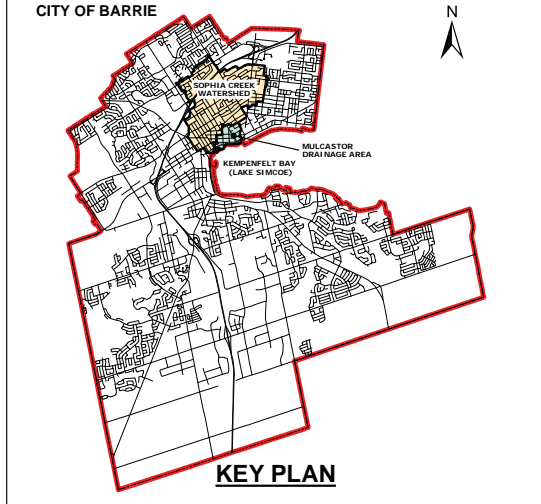 CITY OF BARRIE
N
SOPHIA CREEK
WATERSHED
MULCASTOR
DRAINAGE AREA
KEMPENFELT BAY
(LAKE SIMCOE)
KEY PLAN